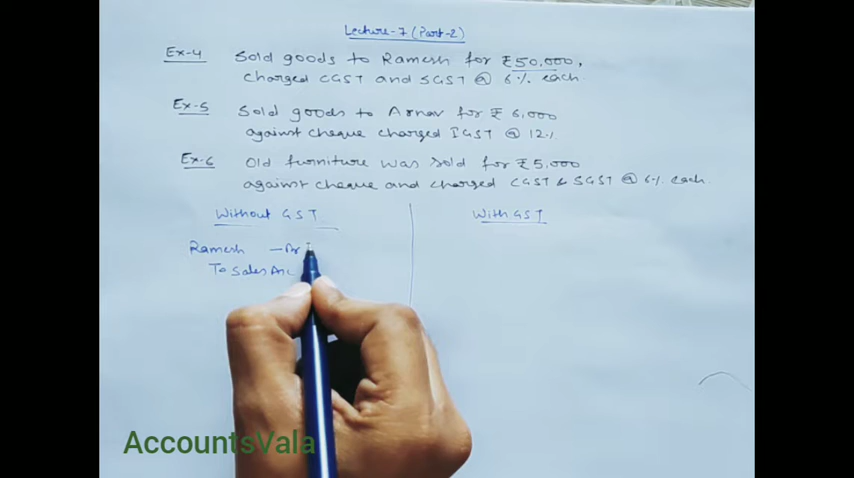 Lecture-7 (Part-2)
Ex-4 Sold goods to Ramesh for ₹50,000,
charged CGST and SGST @ 6% each.
Ex-5 Sold goods to Arnav for ₹ 6,000
against cheque charged IGST @ 12%
Ex-6 Old furniture was sold for ₹5,000
against cheque and charged CGST & SGST @ 6% each.
Without GST With GST
Ramesh -Dr
To Sales A/c
AccountsVala